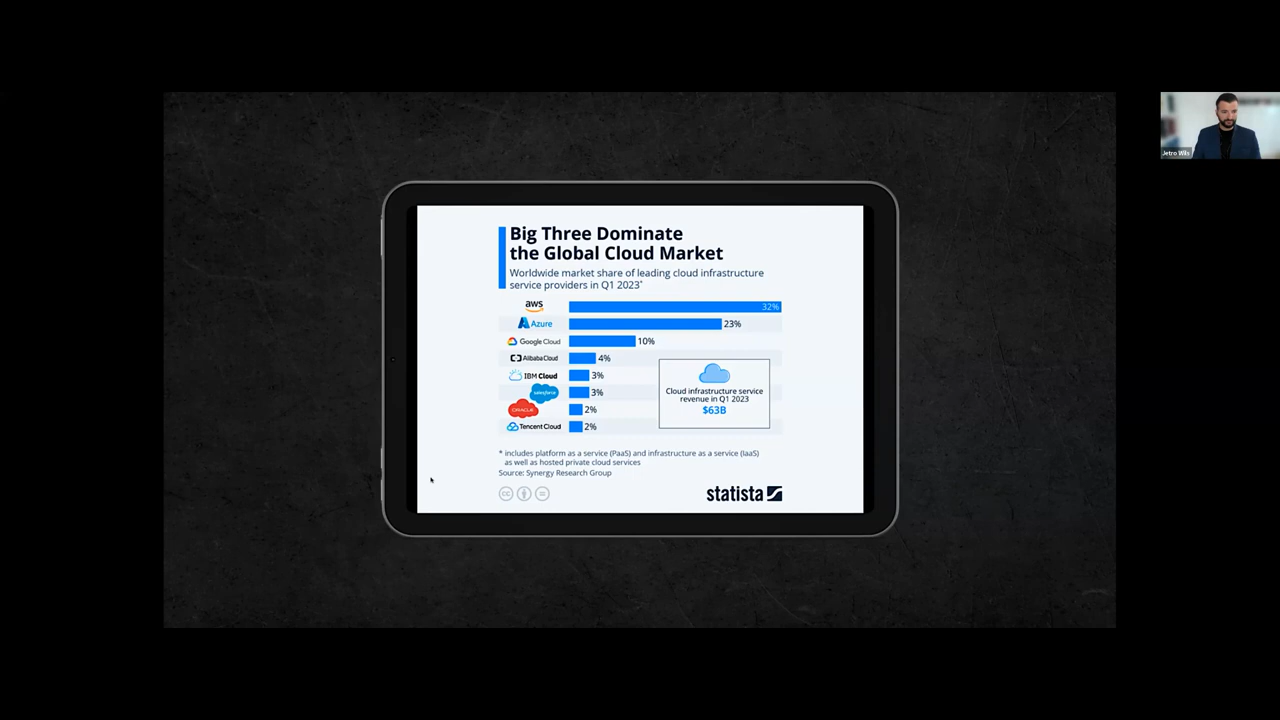 Big Three Dominate
the Global Cloud Market
Worldwide market share of leading cloud infrastructure
service providers in Q1 2023*
aws 32%
Azure 23%
Google Cloud 10%
Alibaba Cloud 4%
IBM Cloud 3%
salesforce 3%
ORACLE 2%
Tencent Cloud 2%
Cloud infrastructure service
revenue in Q1 2023
$63B
* includes platform as a service (PaaS) and infrastructure as a service (IaaS)
as well as hosted private cloud services
Source: Synergy Research Group
cc
statista
Jetro Wils